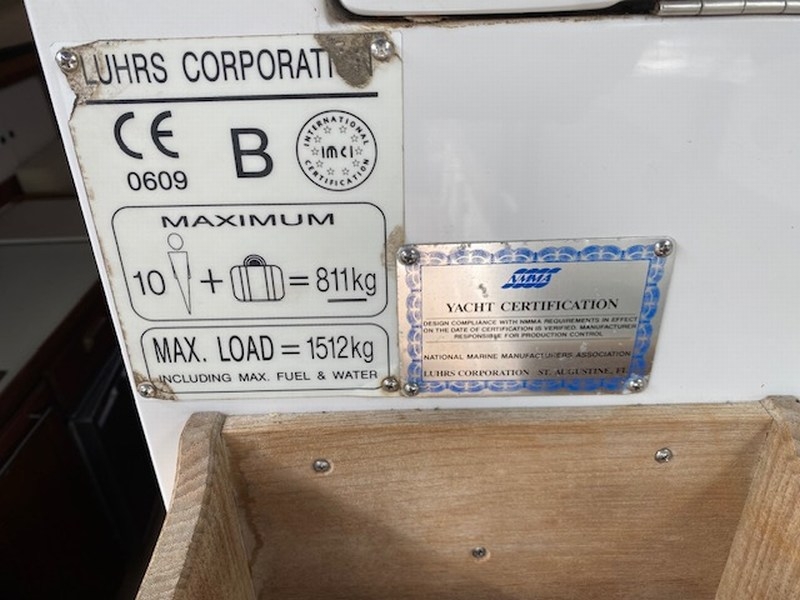 LUHRS CORPORATI
CE
0609
B
INTERNATIONAL
imci
CERTIFICATION
MAXIMUM
10 + = 811kg
MAX. LOAD = 1512kg
INCLUDING MAX. FUEL & WATER
NMMA
YACHT CERTIFICATION
DESIGN COMPLIANCE WITH NMMA REQUIREMENTS IN EFFECT
ON THE DATE OF CERTIFICATION IS VERIFIED. MANUFACTURER
RESPONSIBLE FOR PRODUCTION CONTROL
NATIONAL MARINE MANUFACTURERS ASSOCIATION
LUHRS CORPORATION ST. AUGUSTINE, FL